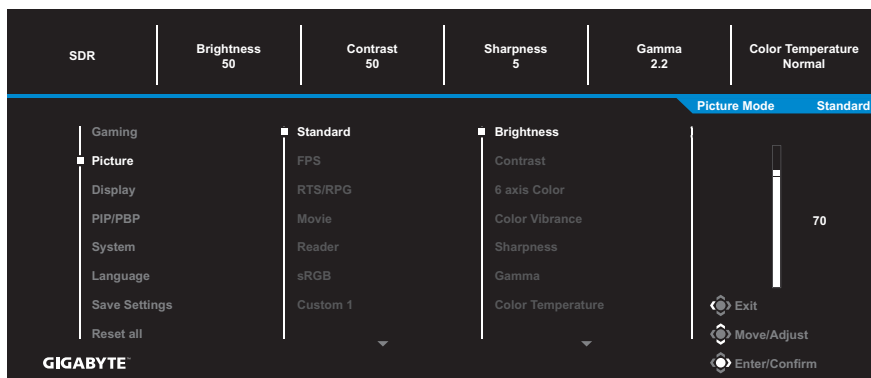 SDR
Brightness
50
Contrast
50
Sharpness
5
Gamma
2.2
Color Temperature
Normal
Picture Mode Standard
Gaming
Picture
Display
PIP/PBP
System
Language
Save Settings
Reset all
Standard
FPS
RTS/RPG
Movie
Reader
sRGB
Custom 1
Brightness
Contrast
6 axis Color
Color Vibrance
Sharpness
Gamma
Color Temperature
70
Exit
Move/Adjust
Enter/Confirm
GIGABYTE™